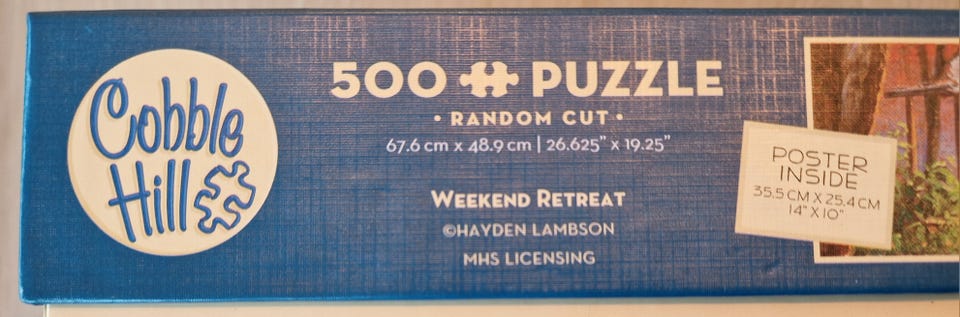 Cobble
Hill
500 PUZZLE
• RANDOM CUT •
67.6 cm x 48.9 cm | 26.625" x 19.25"
WEEKEND RETREAT
©HAYDEN LAMBSON
MHS LICENSING
POSTER
INSIDE
35.5 CM X 25.4 CM
14" X 10"